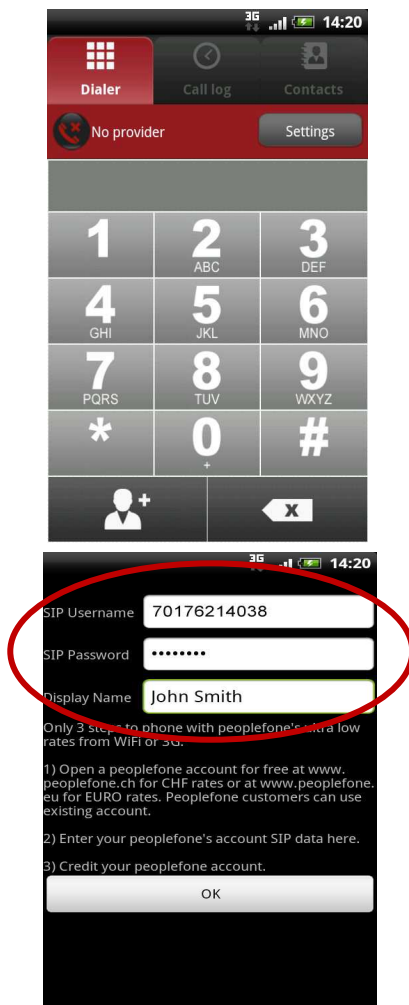 3G 14:20
Dialer Call log Contacts
No provider Settings
1 2 3
ABC DEF
4 5 6
GHI JKL MNO
7 8 9
PQRS TUV WXYZ
* 0 #
+
+ x
3G 14:20
SIP Username 70176214038
SIP Password ••••••••
Display Name John Smith
Only 3 steps to phone with peoplefone's ultra low
rates from WiFi or 3G.
1) Open a peoplefone account for free at www.
peoplefone.ch for CHF rates or at www.peoplefone.
eu for EURO rates. Peoplefone customers can use
existing account.
2) Enter your peoplefone's account SIP data here.
3) Credit your peoplefone account.
OK